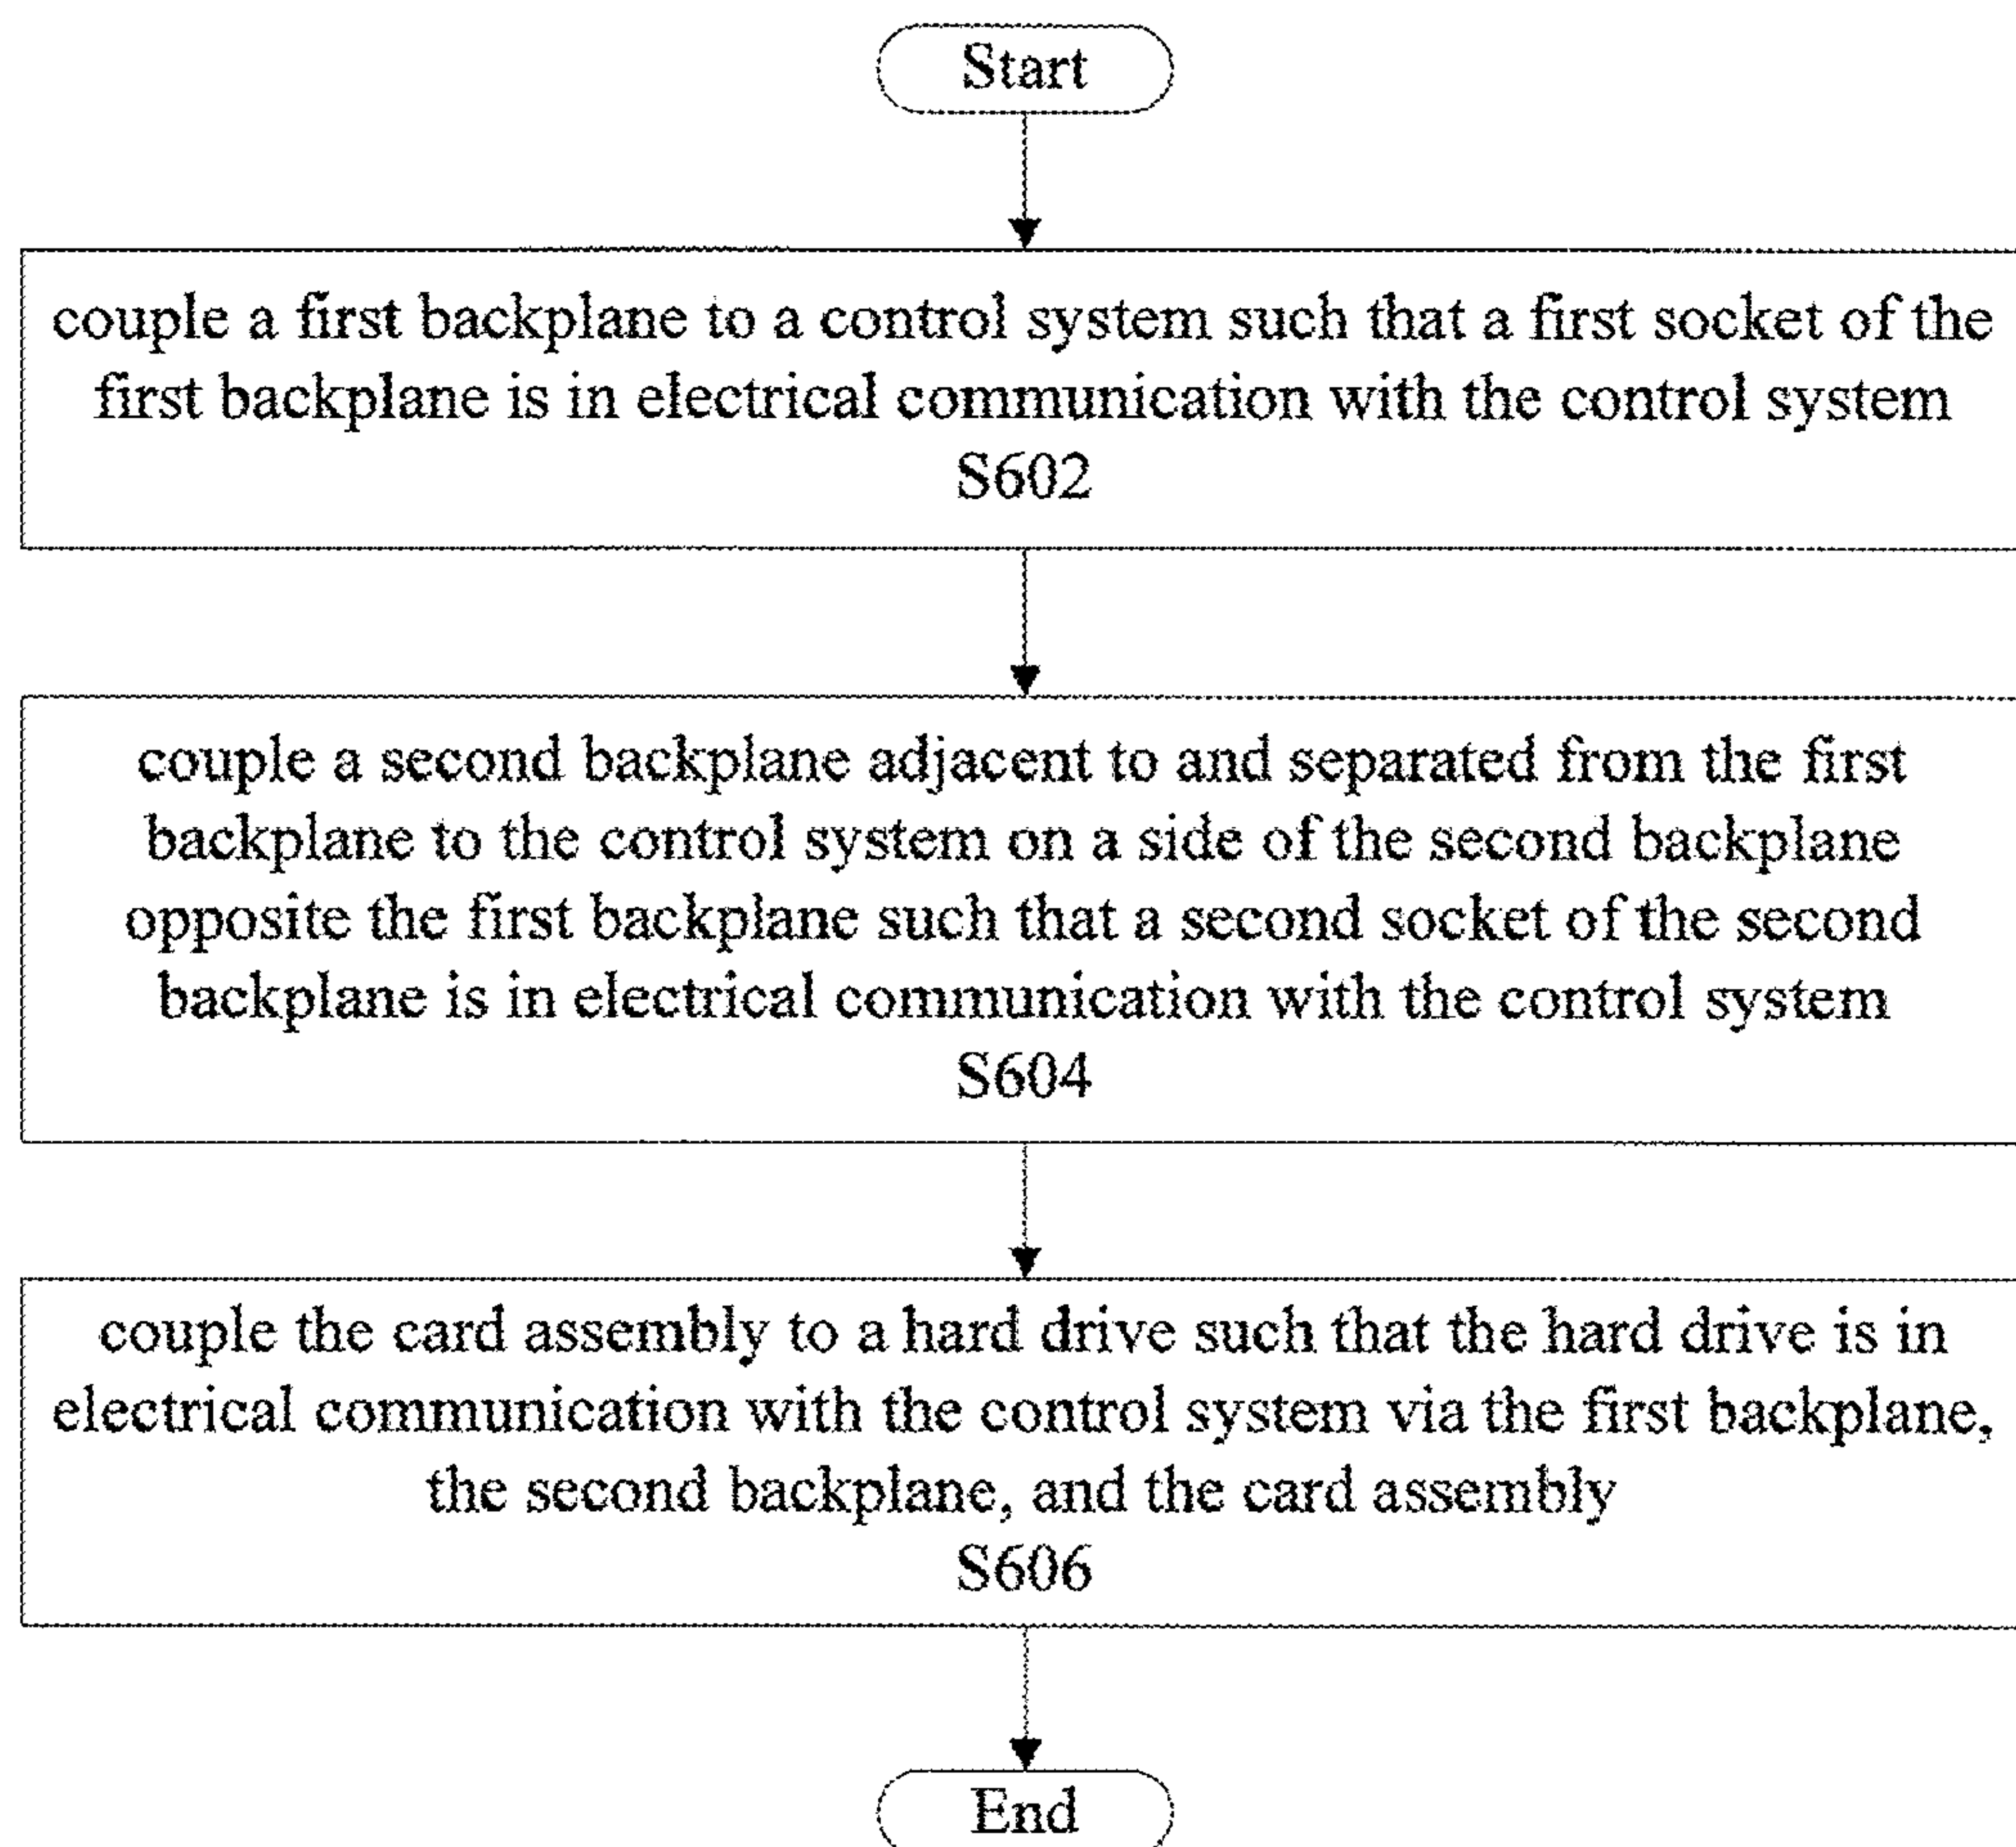 Start
couple a first backplane to a control system such that a first socket of the
first backplane is in electrical communication with the control system
S602
couple a second backplane adjacent to and separated from the first
backplane to the control system on a side of the second backplane
opposite the first backplane such that a second socket of the second
backplane is in electrical communication with the control system
S604
couple the card assembly to a hard drive such that the hard drive is in
electrical communication with the control system via the first backplane,
the second backplane, and the card assembly
S606
End